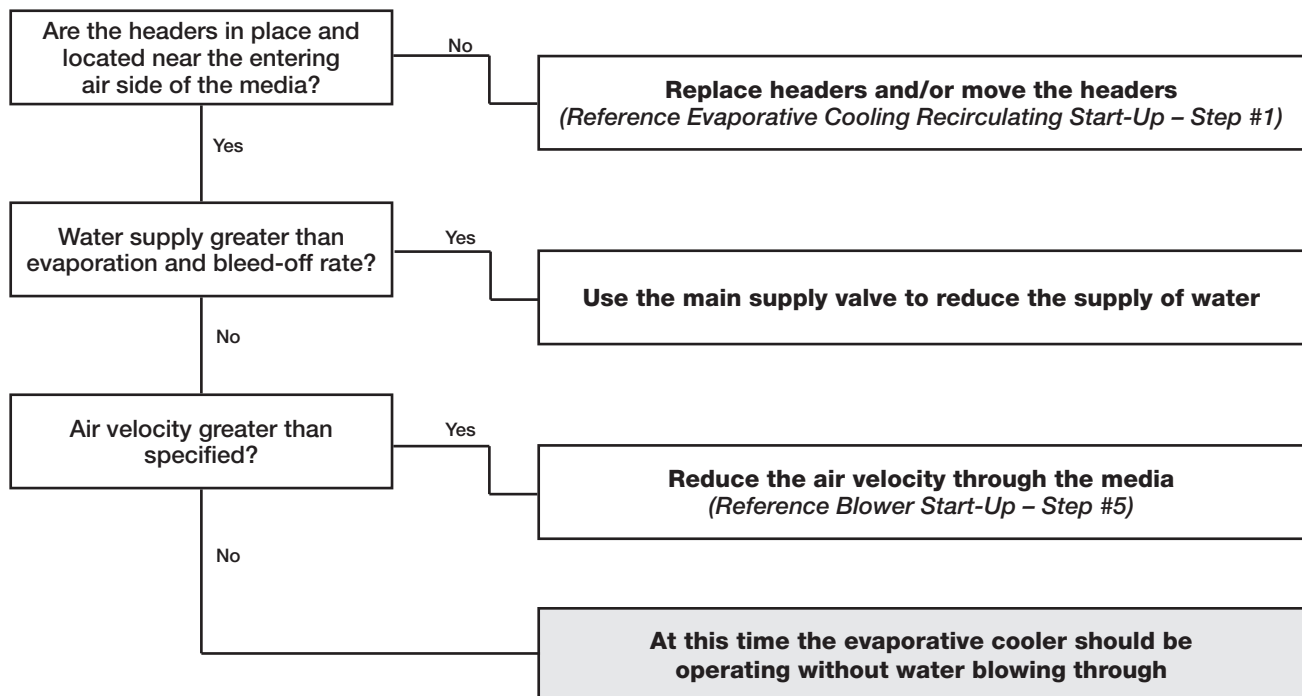 Are the headers in place and
located near the entering
air side of the media?
No
Replace headers and/or move the headers
(Reference Evaporative Cooling Recirculating Start-Up – Step #1)
Yes
Water supply greater than
evaporation and bleed-off rate?
Yes
Use the main supply valve to reduce the supply of water
No
Air velocity greater than
specified?
Yes
Reduce the air velocity through the media
(Reference Blower Start-Up – Step #5)
No
At this time the evaporative cooler should be
operating without water blowing through